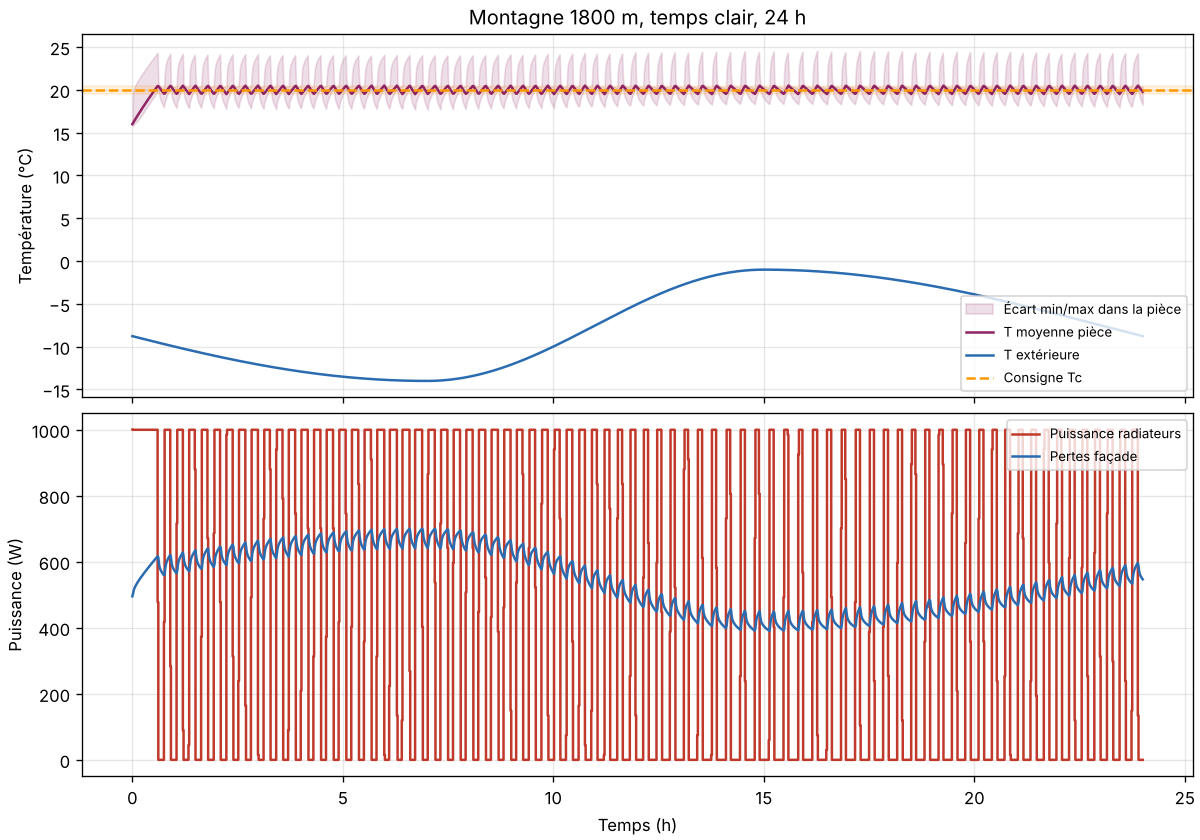 Montagne 1800 m, temps clair, 24 h
Température (°C)
25
20
15
10
5
0
−5
−10
−15
Écart min/max dans la pièce
T moyenne pièce
T extérieure
Consigne Tc
Puissance (W)
1000
800
600
400
200
0
Puissance radiateurs
Pertes façade
0 5 10 15 20 25
Temps (h)